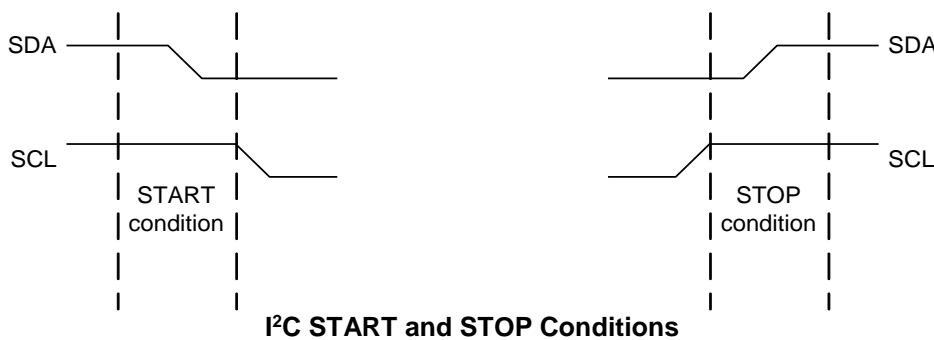 SDA
SDA
SCL
SCL
START
condition
STOP
condition
I²C START and STOP Conditions